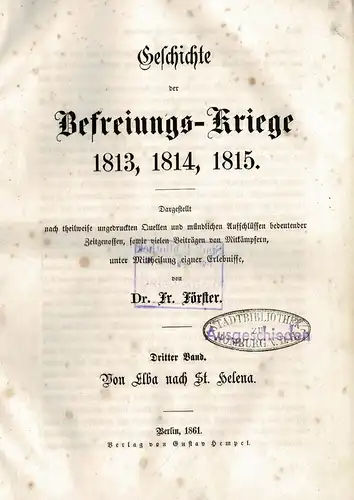 Geschichte
der
Befreiungs-Kriege
1813, 1814, 1815.
Dargestellt
nach theilweise ungedruckten Quellen und mündlichen Aufschlüssen bedeutender
Zeitgenossen, sowie vielen Beiträgen von Mitkämpfern,
unter Mittheilung eigner Erlebnisse,
von
Dr. Fr. Förster.
STADTBIBLIOTHEK
Ausgeschieden
Dritter Band.
Von Elba nach St. Helena.
Berlin, 1861.
Verlag von Gustav Hempel.